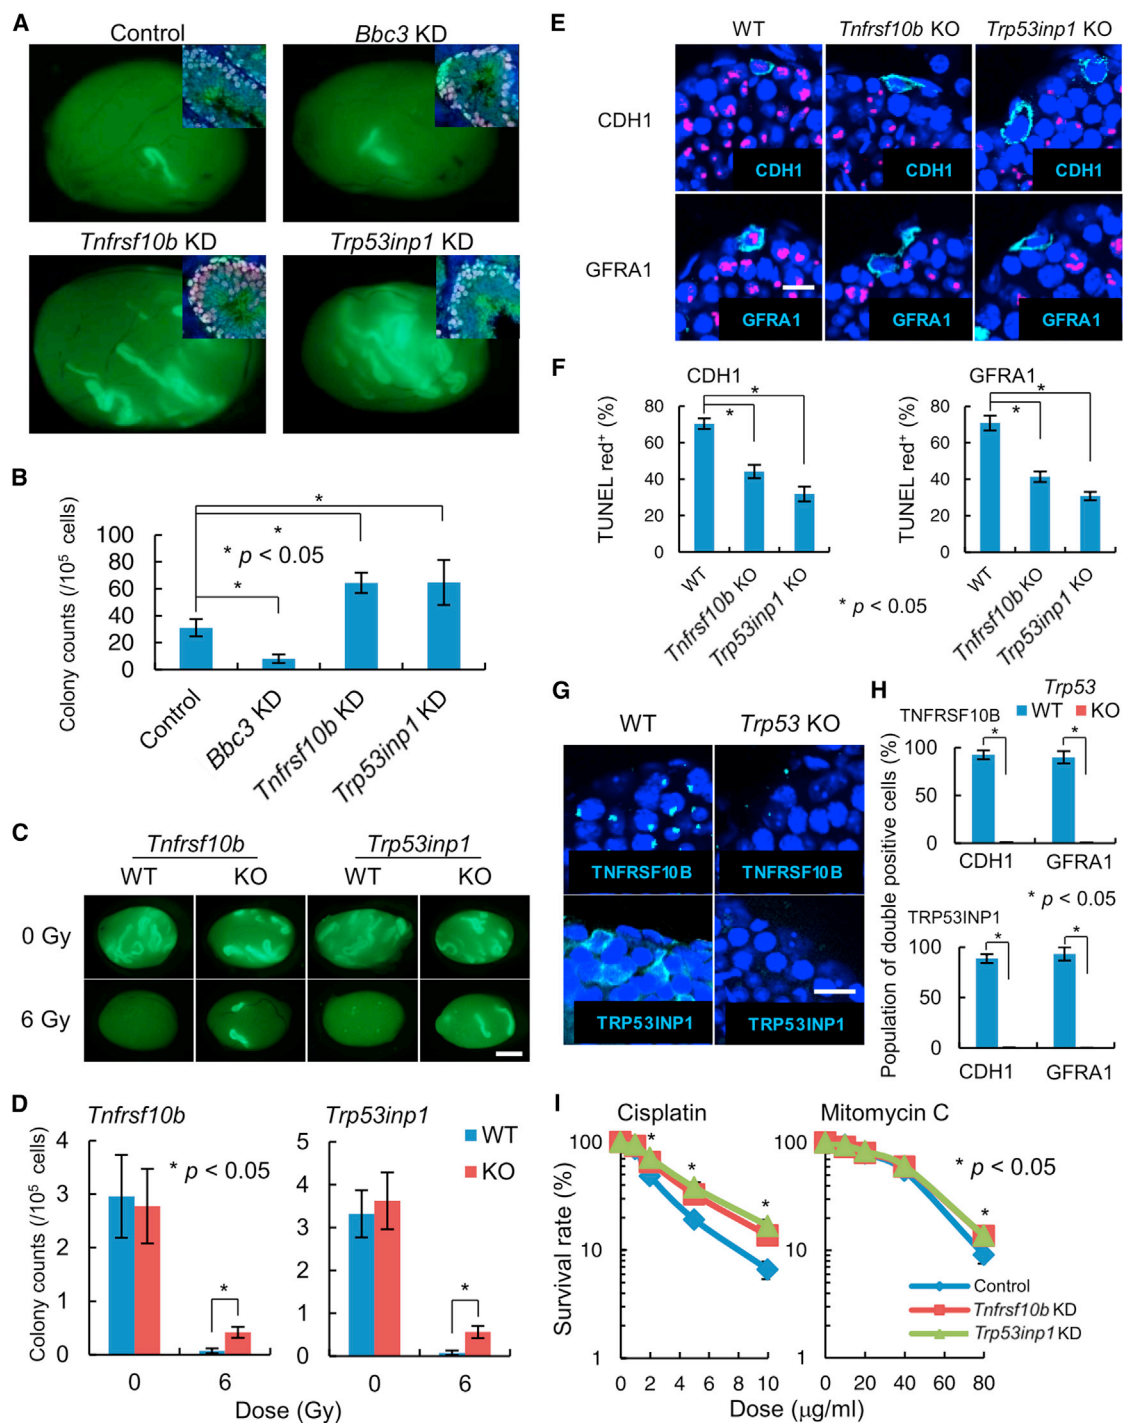 A
Control
Bbc3 KD
Tnfrsf10b KD
Trp53inp1 KD
B
Colony counts (/10⁵ cells)
100
80
60
40
20
0
*
*
* p < 0.05
*
Control
Bbc3 KD
Tnfrsf10b KD
Trp53inp1 KD
C
Tnfrsf10b
Trp53inp1
WT
KO
WT
KO
0 Gy
6 Gy
D
Tnfrsf10b
Trp53inp1
Colony counts (/10⁵ cells)
4
3
2
1
0
* p < 0.05
*
0
6
5
4
3
2
1
0
*
WT
KO
0
6
Dose (Gy)
E
WT
Tnfrsf10b KO
Trp53inp1 KO
CDH1
CDH1
CDH1
CDH1
GFRA1
GFRA1
GFRA1
GFRA1
F
CDH1
TUNEL red⁺ (%)
80
60
40
20
0
*
*
WT
Tnfrsf10b KO
Trp53inp1 KO
* p < 0.05
GFRA1
TUNEL red⁺ (%)
80
60
40
20
0
*
*
WT
Tnfrsf10b KO
Trp53inp1 KO
G
WT
Trp53 KO
TNFRSF10B
TNFRSF10B
TRP53INP1
TRP53INP1
H
Trp53
WT
KO
Population of double positive cells (%)
TNFRSF10B
100
50
0
*
*
CDH1
GFRA1
* p < 0.05
TRP53INP1
100
50
0
*
*
CDH1
GFRA1
I
Cisplatin
Mitomycin C
Survival rate (%)
100
10
1
*
*
*
0
2
4
6
8
10
100
10
1
* p < 0.05
*
Control
Tnfrsf10b KD
Trp53inp1 KD
0
20
40
60
80
Dose (μg/ml)